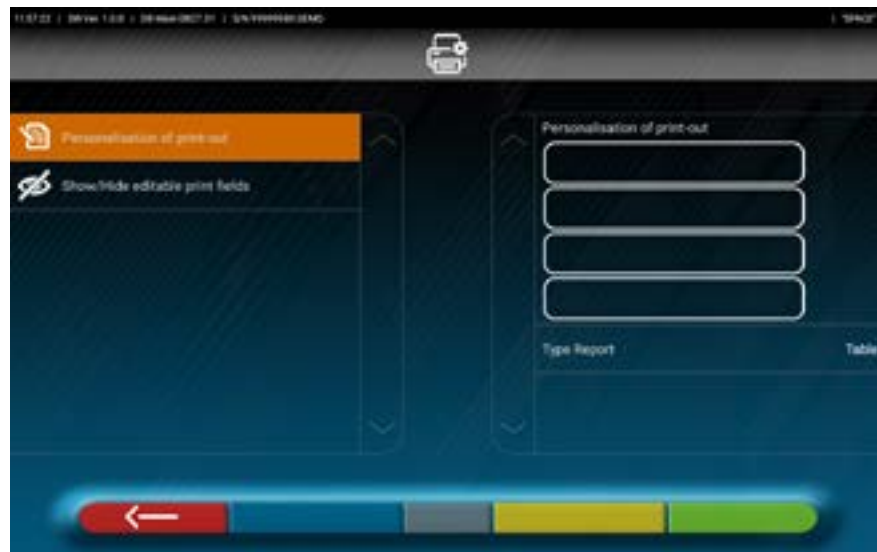 Personalisation of print-out
Show/Hide editable print fields
Personalisation of print-out
Type Report
Table